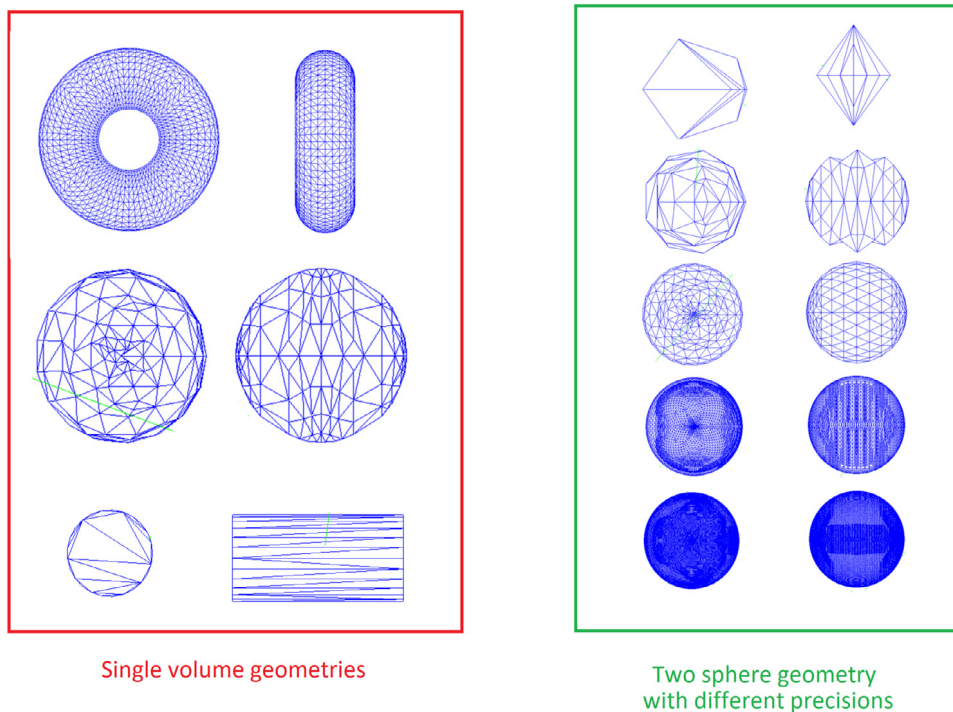 Single volume geometries
Two sphere geometry
with different precisions